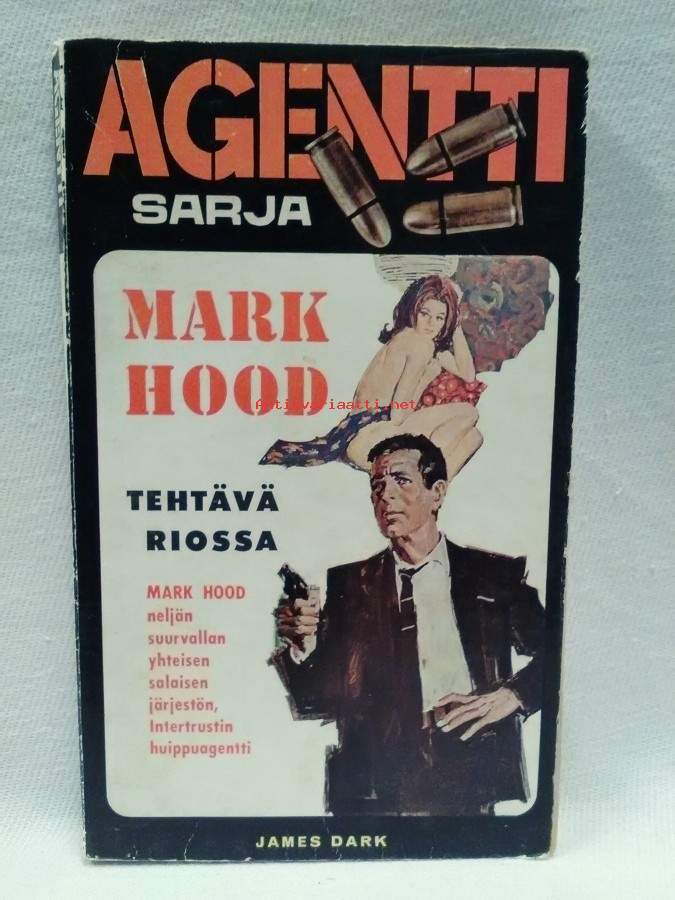 AGENTTI
SARJA
MARK
HOOD
Antikvariaatti.net
TEHTÄVÄ
RIOSSA
MARK HOOD
neljän
suurvallan
yhteisen
salaisen
järjestön,
Intertrustin
huippuagentti
JAMES DARK